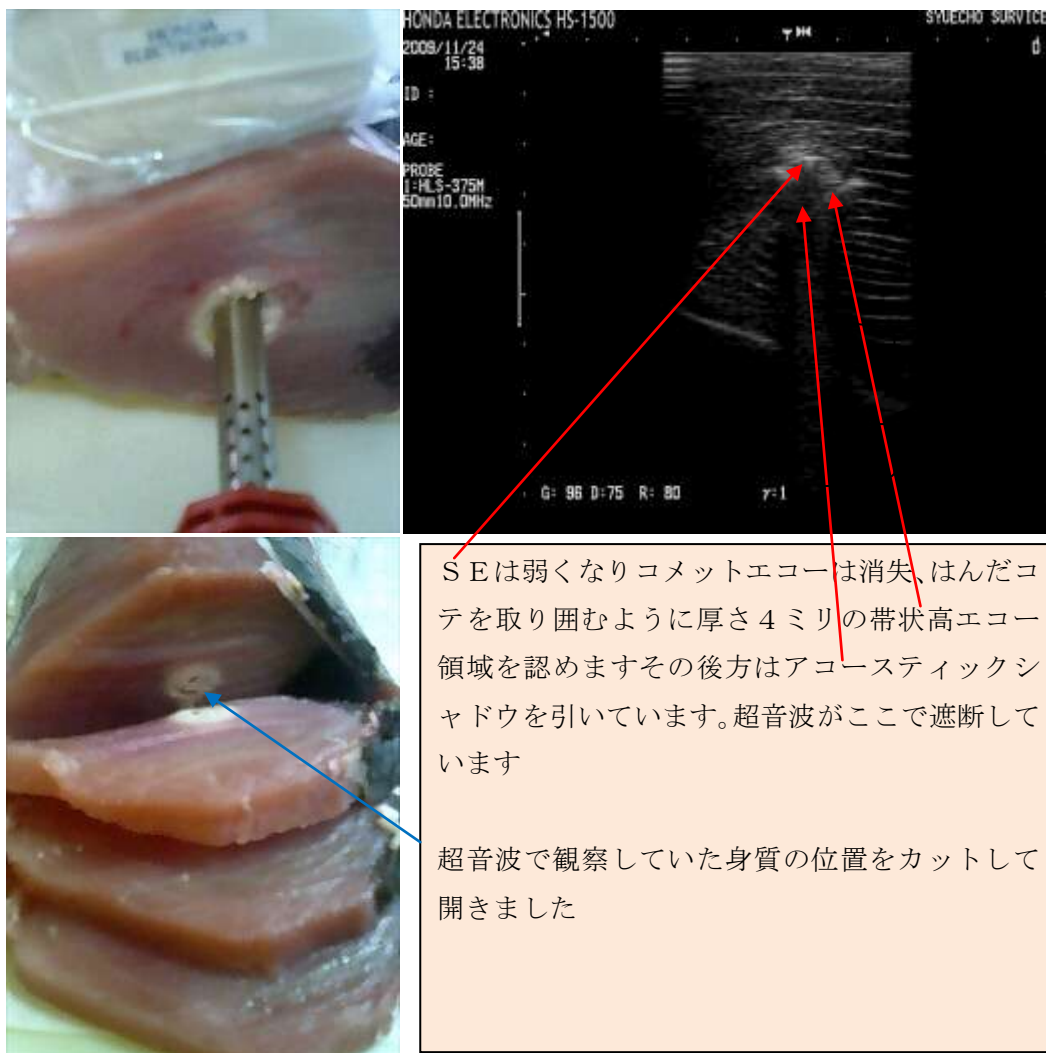 HONDA
ELECTRONICS
HONDA ELECTRONICS HS-1500
SYUECHO SURVICE
2009/11/24
15:38
d
ID :
AGE:
PROBE
1:HLS-375M
50mm10.0MHz
G: 96 D:75 R: 80 γ:1
ＳＥは弱くなりコメットエコーは消失、はんだコ
テを取り囲むように厚さ４ミリの帯状高エコー
領域を認めますその後方はアコースティックシ
ャドウを引いています。超音波がここで遮断して
います
超音波で観察していた身質の位置をカットして
開きました